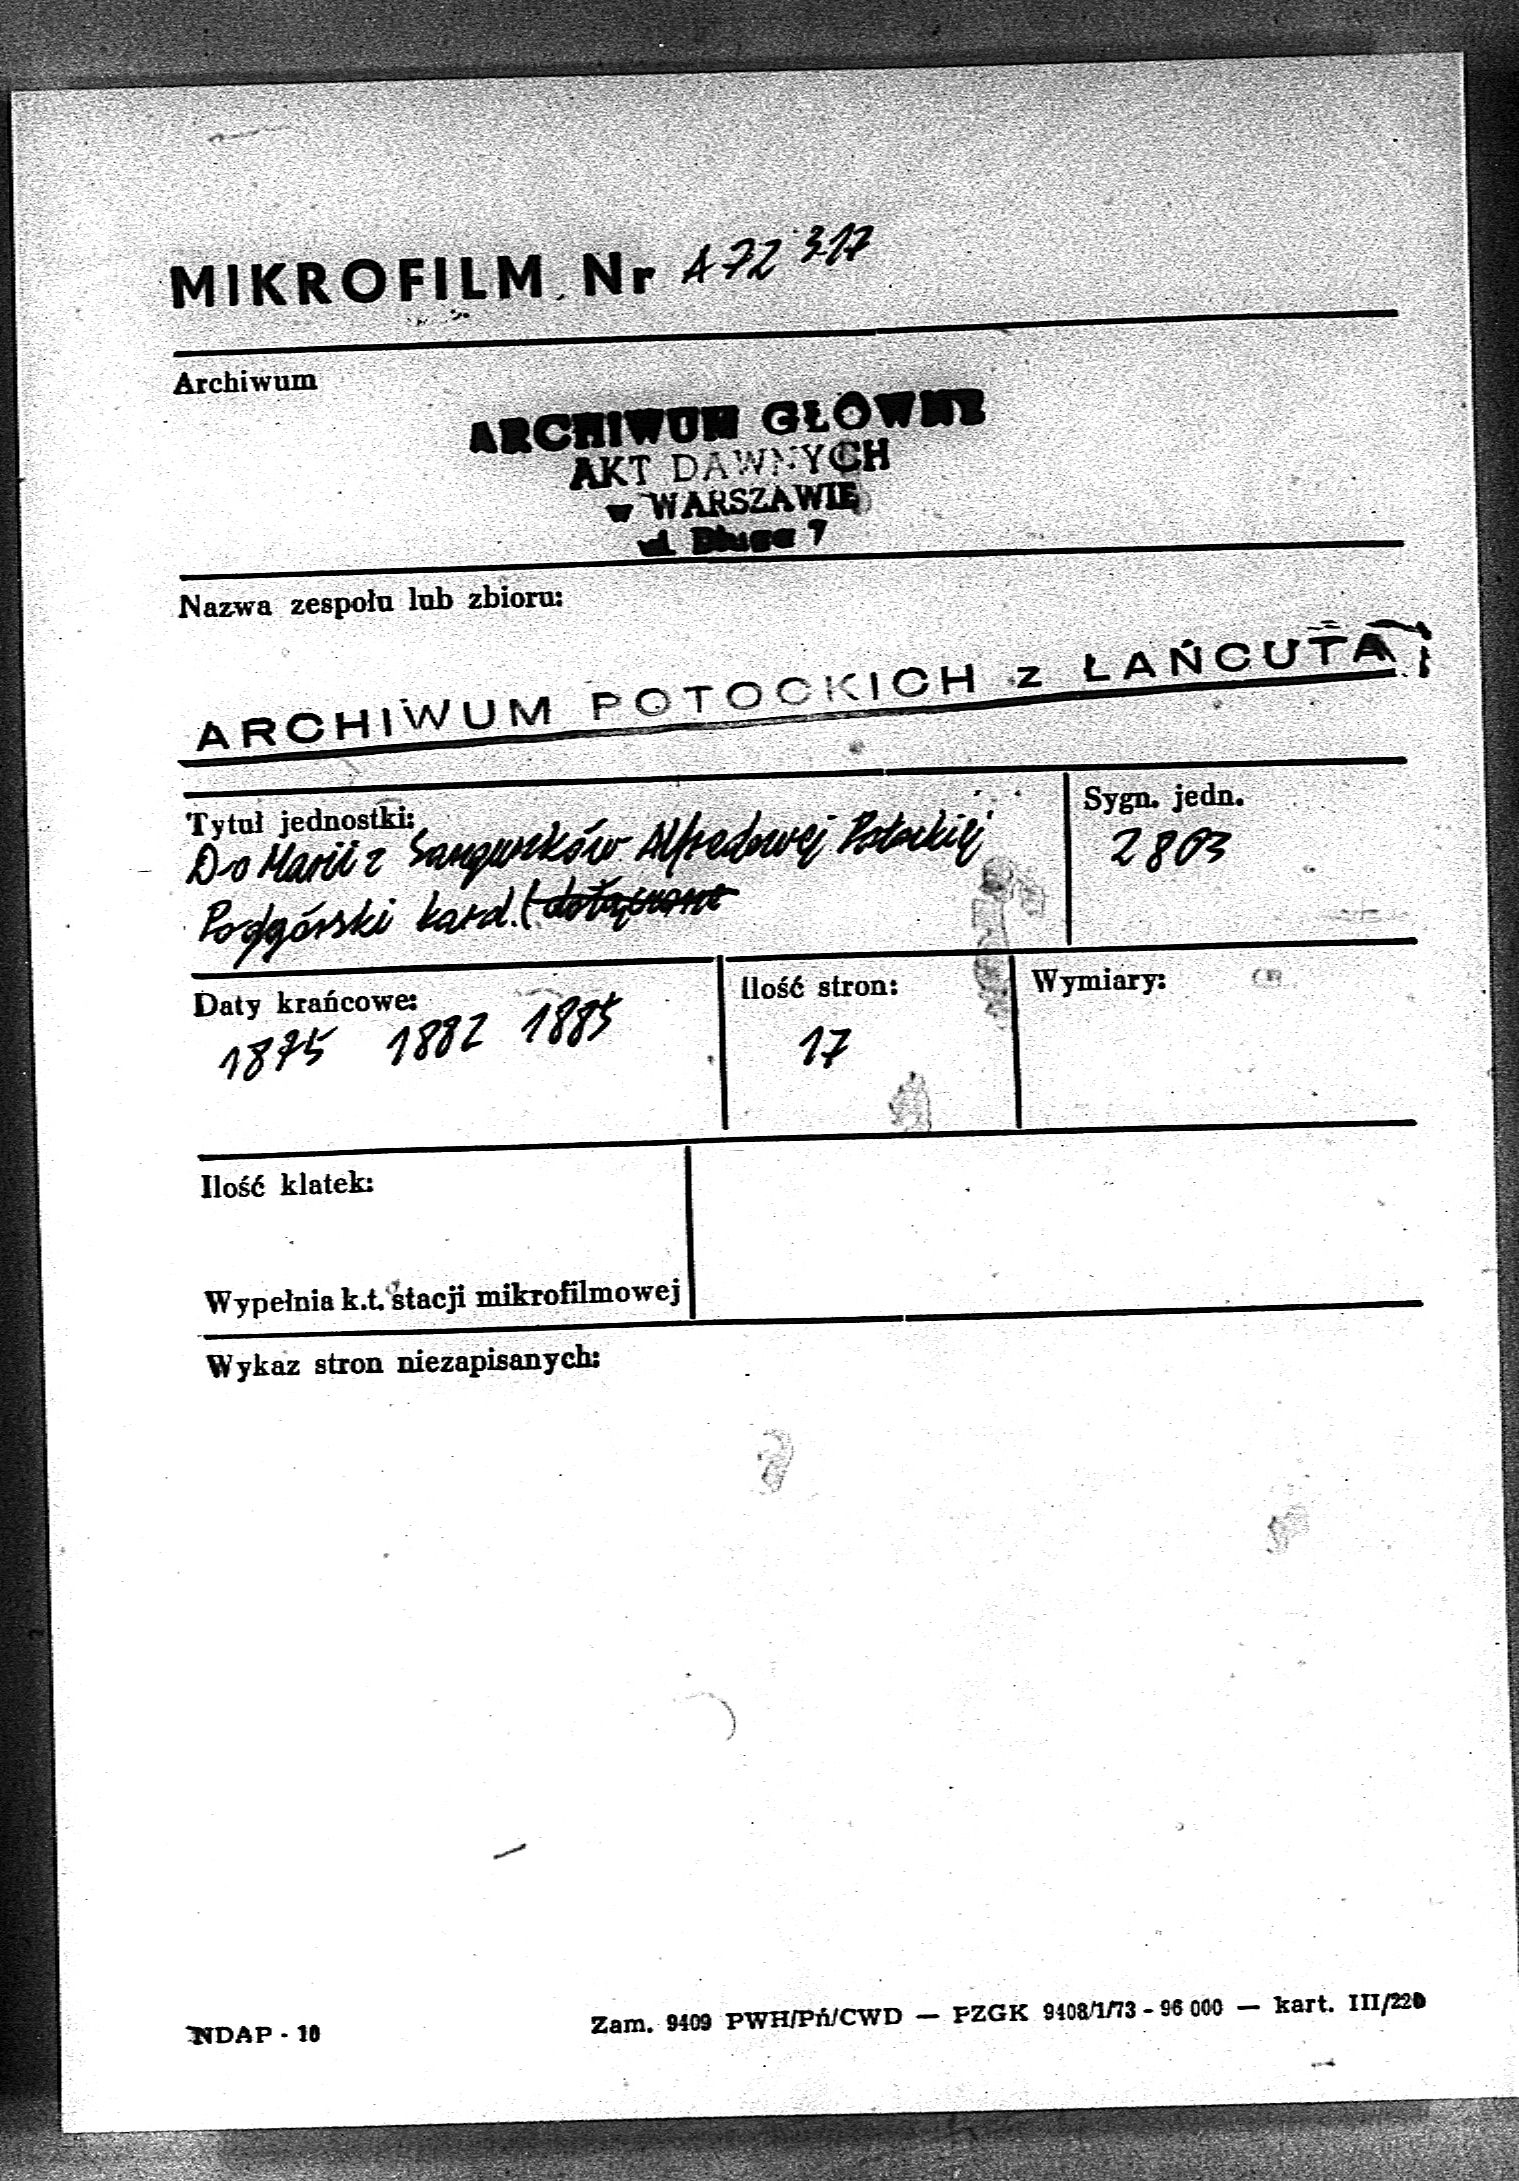 MIKROFILM Nr A 72 317
Archiwum
ARCHIWUM GŁÓWNE
AKT DAWNYCH
w WARSZAWIE
ul. Długa 7
Nazwa zespołu lub zbioru:
ARCHIWUM POTOCKICH z ŁAŃCUTA
Tytuł jednostki:
Sygn. jedn.
Do Marii z Sanguszków Alfredowej Potockiej
2803
Podgórski kard. (dołączone
Daty krańcowe:
Ilość stron:
Wymiary:
1875 1882 1885
17
Ilość klatek:
Wypełnia k.t. stacji mikrofilmowej
Wykaz stron niezapisanych:
NDAP - 10
Zam. 9409 PWH/Pń/CWD — PZGK 9408/1/73 - 96 000 — kart. III/220